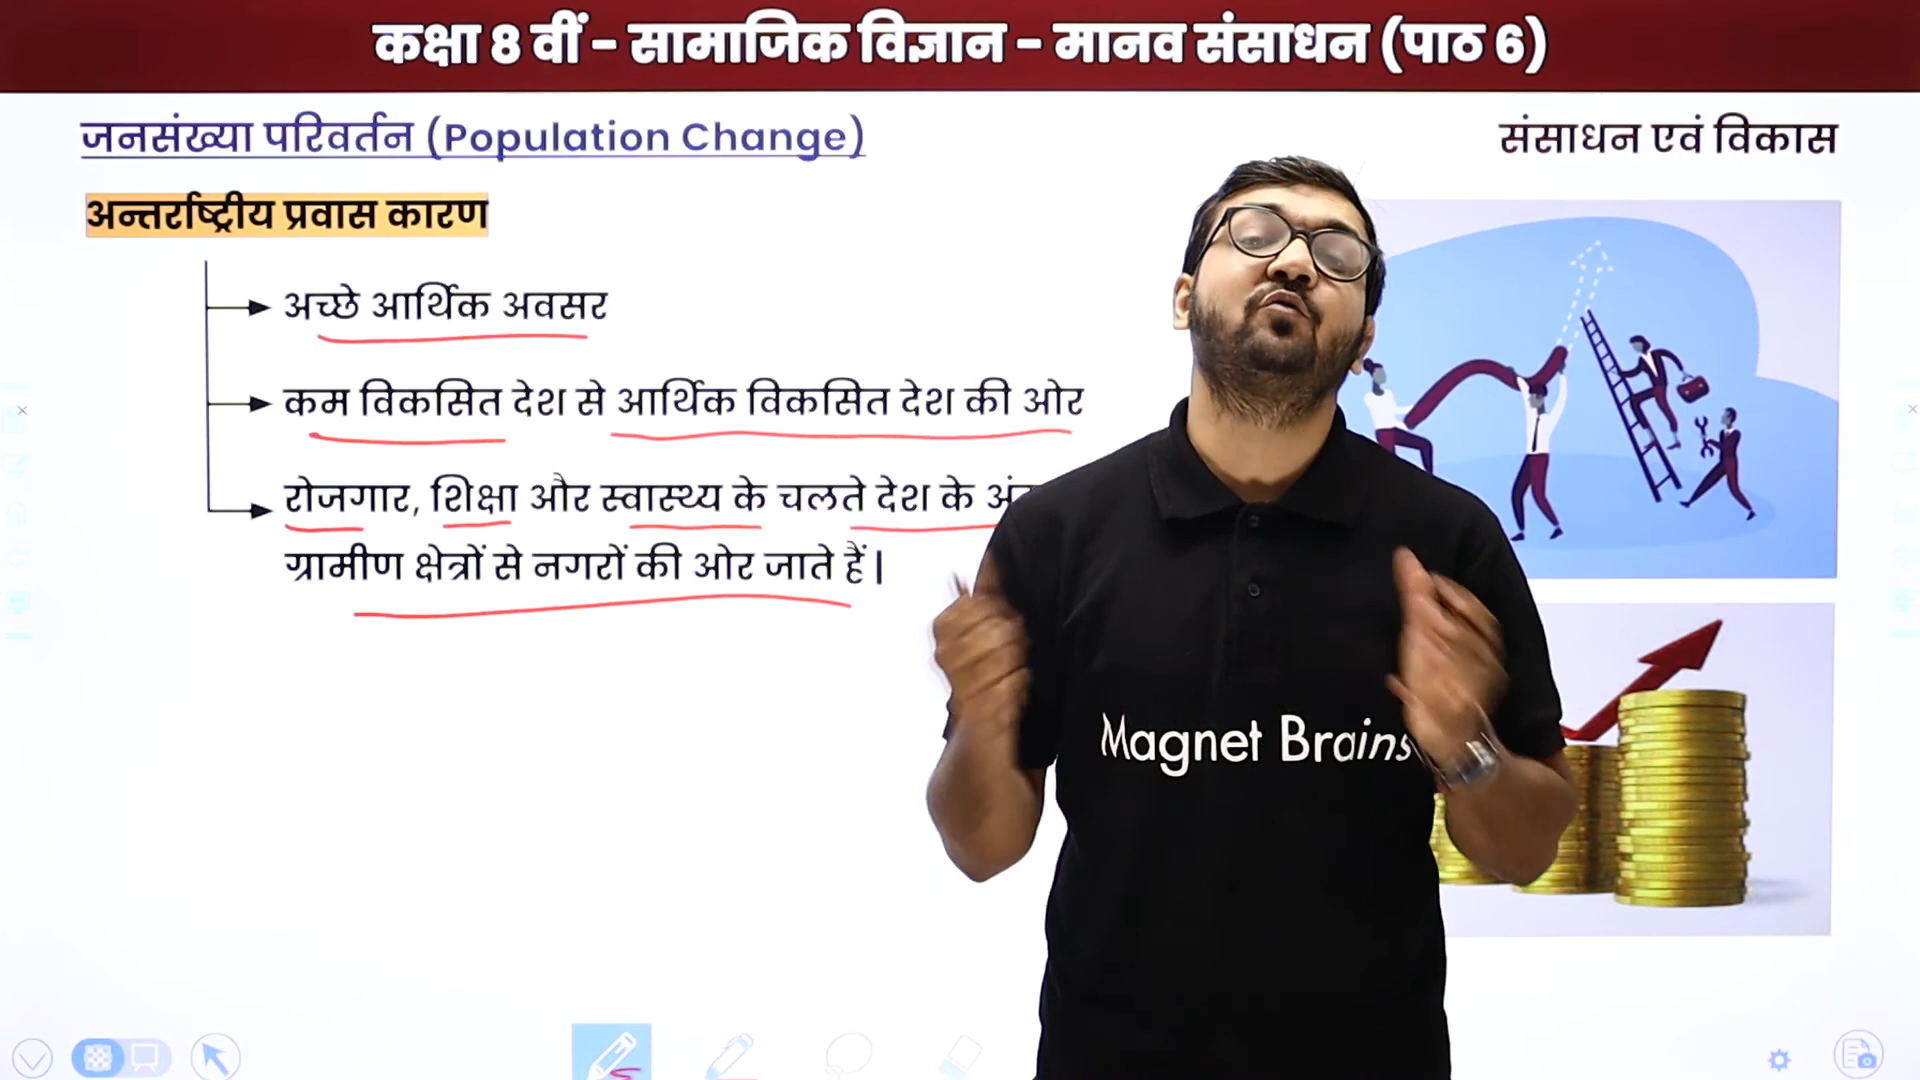 कक्षा 8 वीं - सामाजिक विज्ञान - मानव संसाधन (पाठ 6)
जनसंख्या परिवर्तन (Population Change)
संसाधन एवं विकास
अन्तर्राष्ट्रीय प्रवास कारण
अच्छे आर्थिक अवसर
कम विकसित देश से आर्थिक विकसित देश की ओर
रोजगार, शिक्षा और स्वास्थ्य के चलते देश के
ग्रामीण क्षेत्रों से नगरों की ओर जाते हैं।
Magnet Brains